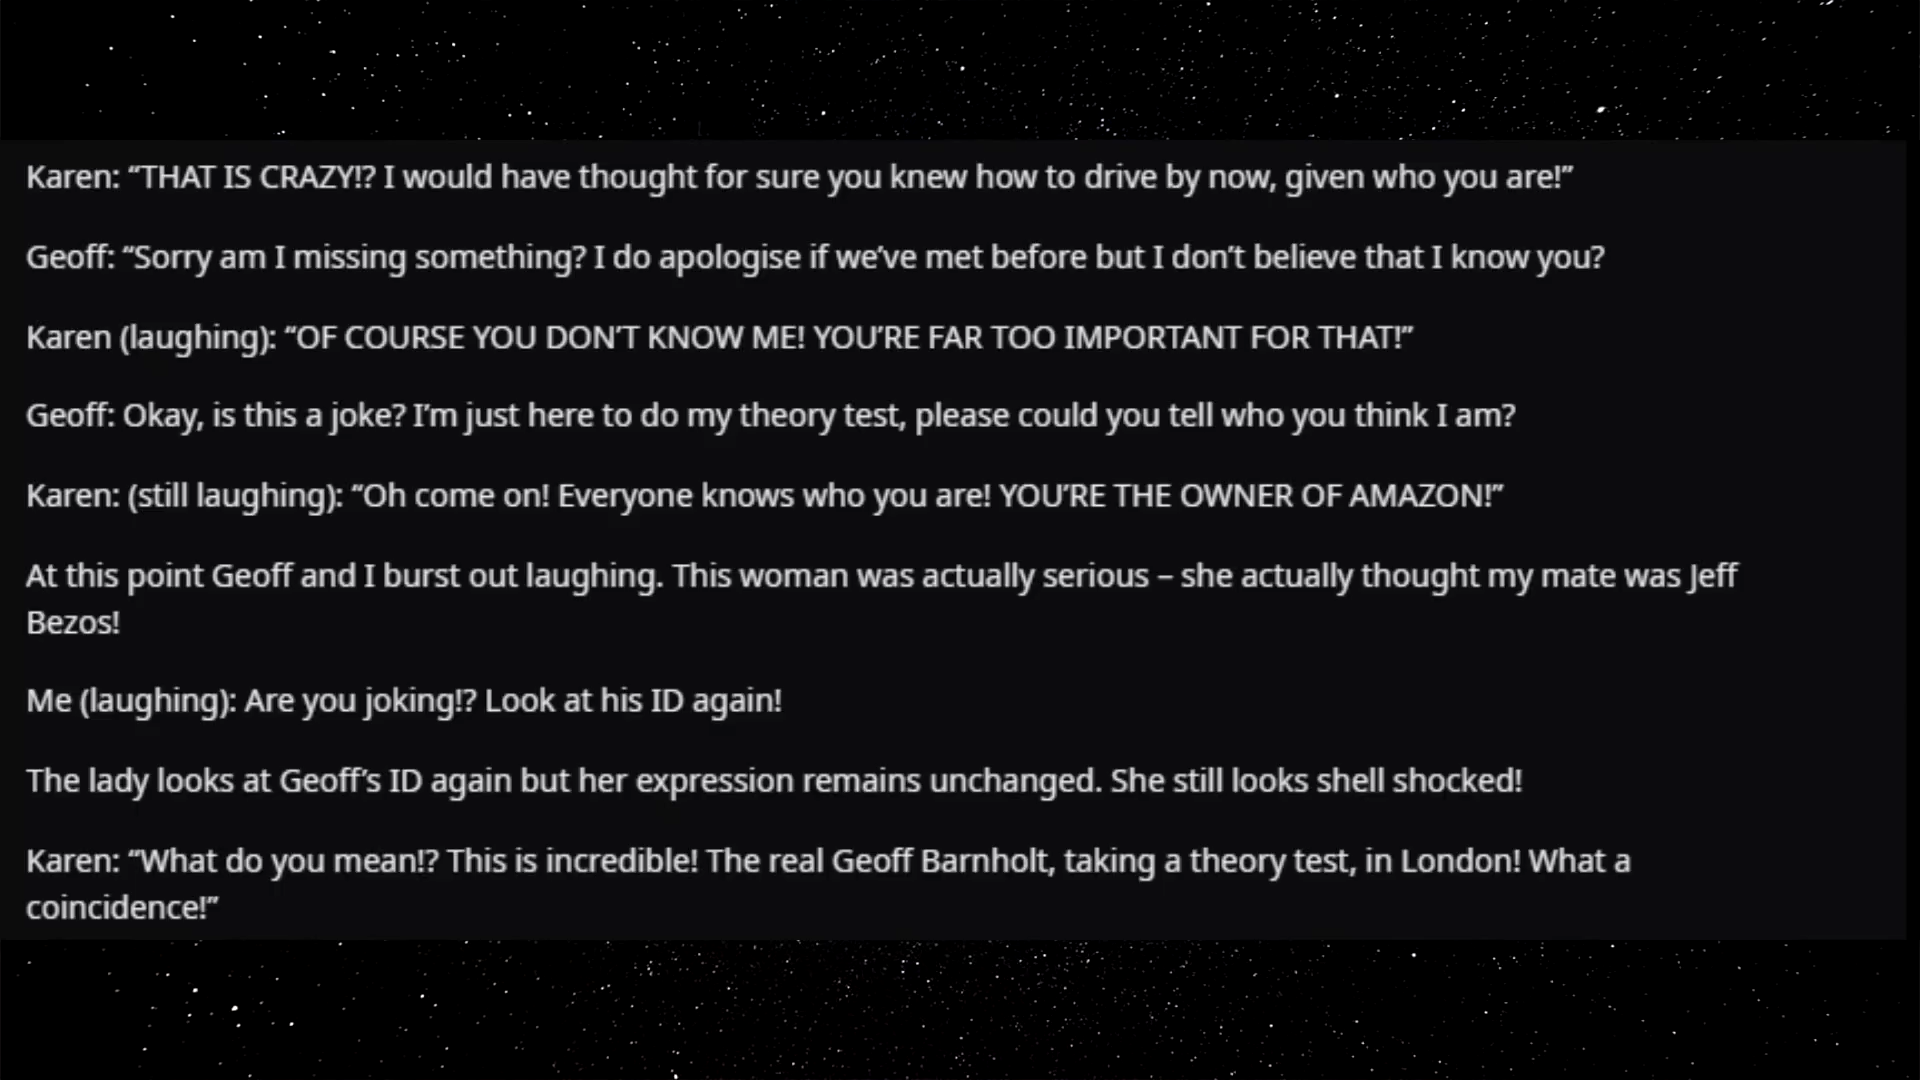 Karen: “THAT IS CRAZY!? I would have thought for sure you knew how to drive by now, given who you are!”
Geoff: “Sorry am I missing something? I do apologise if we’ve met before but I don’t believe that I know you?
Karen (laughing): “OF COURSE YOU DON’T KNOW ME! YOU’RE FAR TOO IMPORTANT FOR THAT!”
Geoff: Okay, is this a joke? I’m just here to do my theory test, please could you tell who you think I am?
Karen: (still laughing): “Oh come on! Everyone knows who you are! YOU’RE THE OWNER OF AMAZON!”
At this point Geoff and I burst out laughing. This woman was actually serious – she actually thought my mate was Jeff
Bezos!
Me (laughing): Are you joking!? Look at his ID again!
The lady looks at Geoff’s ID again but her expression remains unchanged. She still looks shell shocked!
Karen: “What do you mean!? This is incredible! The real Geoff Barnholt, taking a theory test, in London! What a
coincidence!”